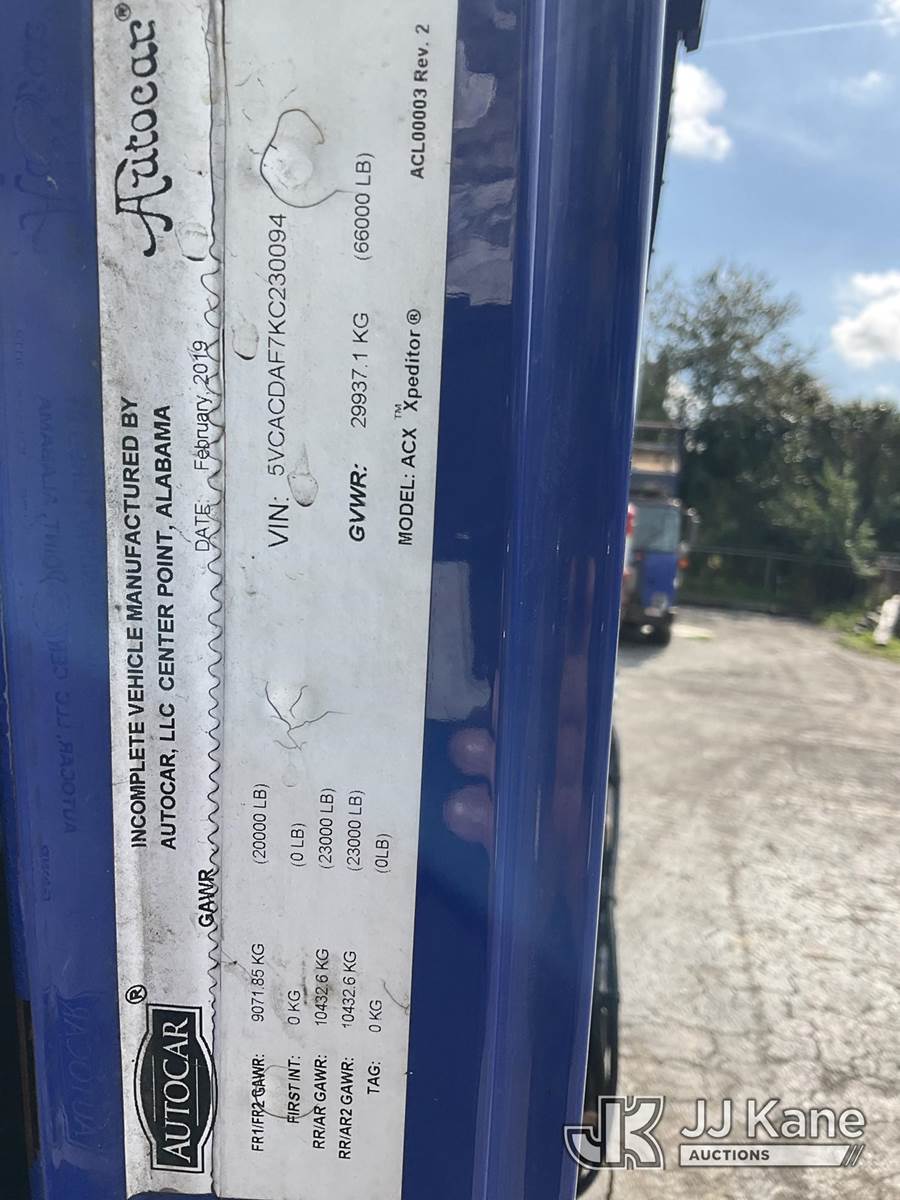 AUTOCAR®
INCOMPLETE VEHICLE MANUFACTURED BY
AUTOCAR, LLC CENTER POINT, ALABAMA
Autocar®
GAWR
DATE: February, 2019
FR1/FR2 GAWR: 9071.85 KG (20000 LB)
FIRST INT: 0 KG (0 LB)
RR/AR GAWR: 10432.6 KG (23000 LB)
RR/AR2 GAWR: 10432.6 KG (23000 LB)
TAG: 0 KG (0LB)
VIN: 5VCACDAF7KC230094
GVWR: 29937.1 KG (66000 LB)
MODEL: ACX™ Xpeditor®
ACL00003 Rev. 2
JK JJ Kane
AUCTIONS